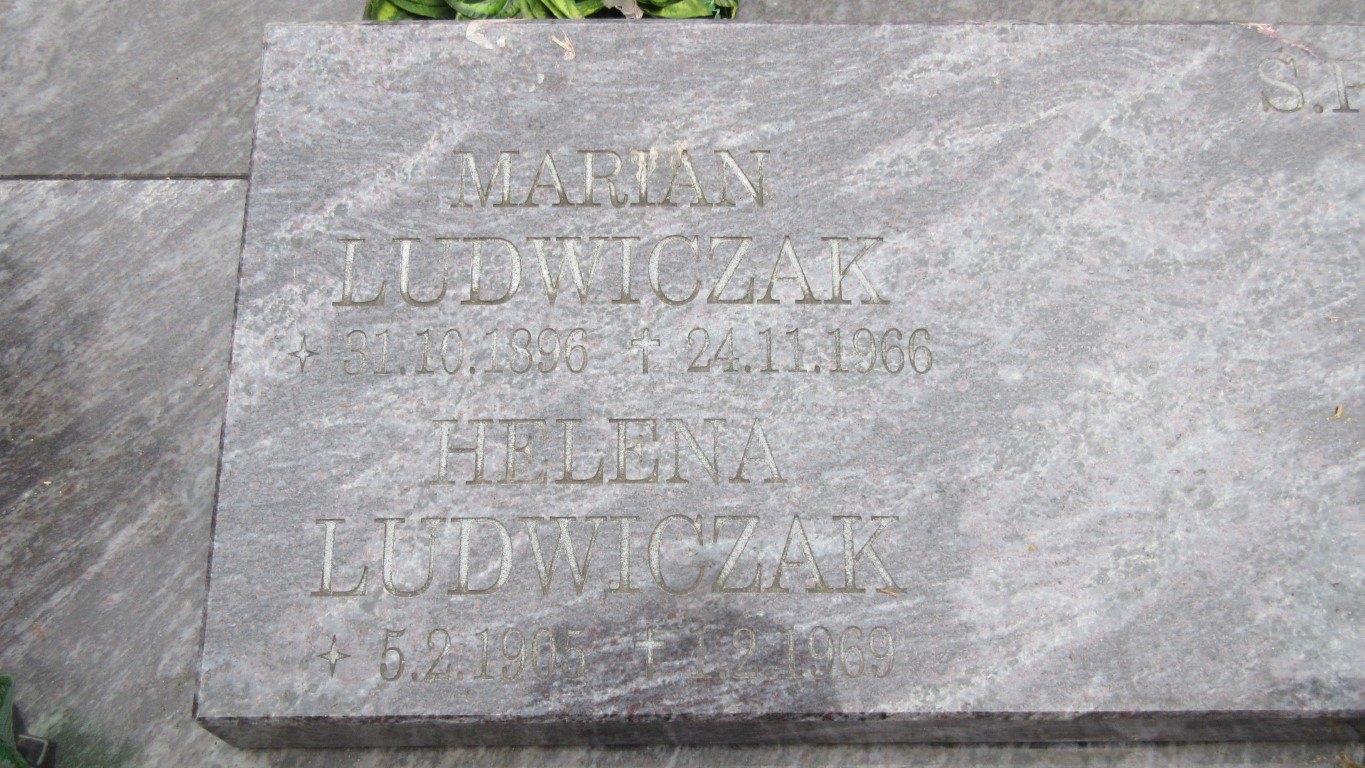 S.P
MARIAN
LUDWICZAK
✧ 31.10.1896 ✝ 24.11.1966
HELENA
LUDWICZAK
✧ 5.2.1905 ✝ 1.2.1969